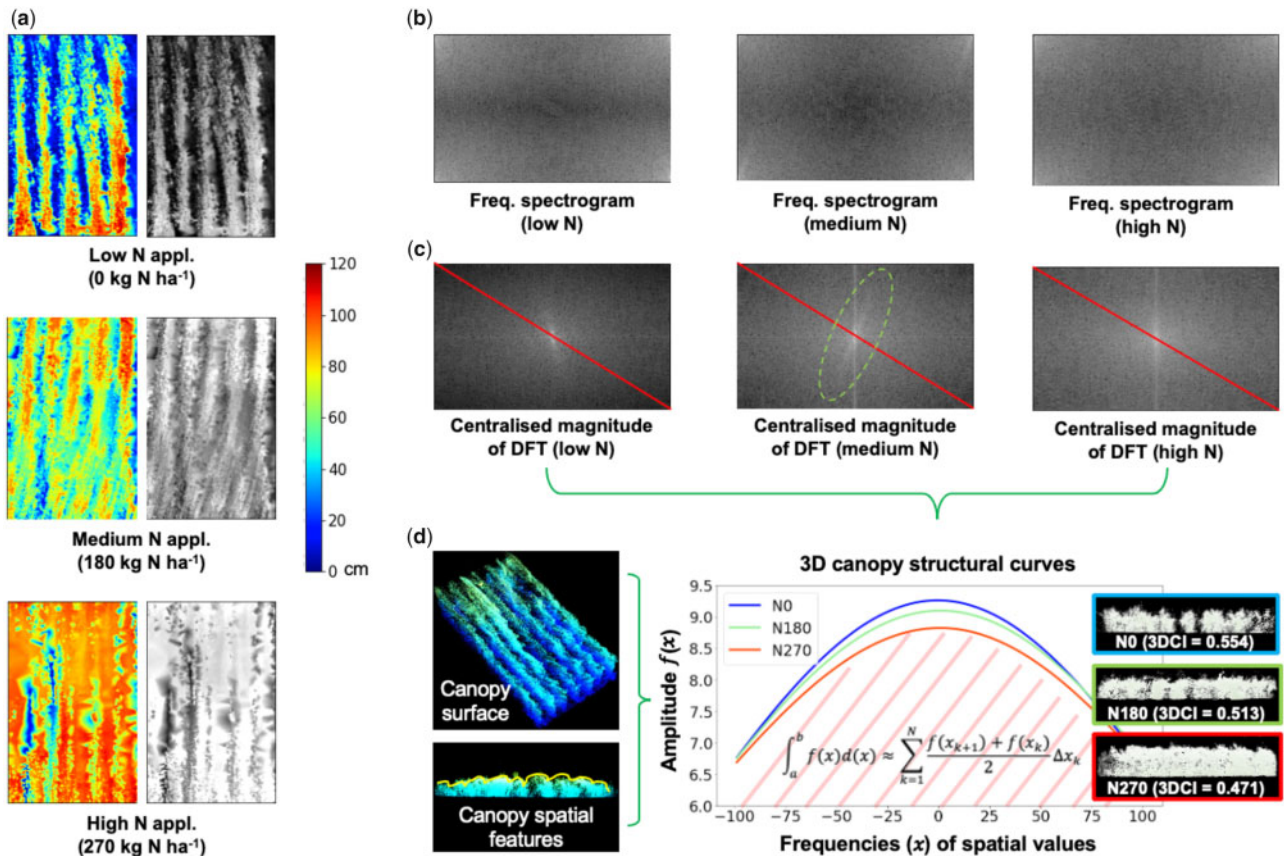 (a)
Low N appl.
(0 kg N ha⁻¹)
Medium N appl.
(180 kg N ha⁻¹)
High N appl.
(270 kg N ha⁻¹)
120
100
80
60
40
20
0 cm
(b)
Freq. spectrogram
(low N)
Freq. spectrogram
(medium N)
Freq. spectrogram
(high N)
(c)
Centralised magnitude
of DFT (low N)
Centralised magnitude
of DFT (medium N)
Centralised magnitude
of DFT (high N)
(d)
Canopy
surface
Canopy spatial
features
3D canopy structural curves
Amplitude f(x)
9.5
9.0
8.5
8.0
7.5
7.0
6.5
6.0
N0
N180
N270
∫ₐᵇ f(x)d(x) ≈ ∑ₖ₌₁ᴺ (f(xₖ₊₁) + f(xₖ))/2 Δxₖ
−100 −75 −50 −25 0 25 50 75 100
Frequencies (x) of spatial values
N0 (3DCI = 0.554)
N180 (3DCI = 0.513)
N270 (3DCI = 0.471)